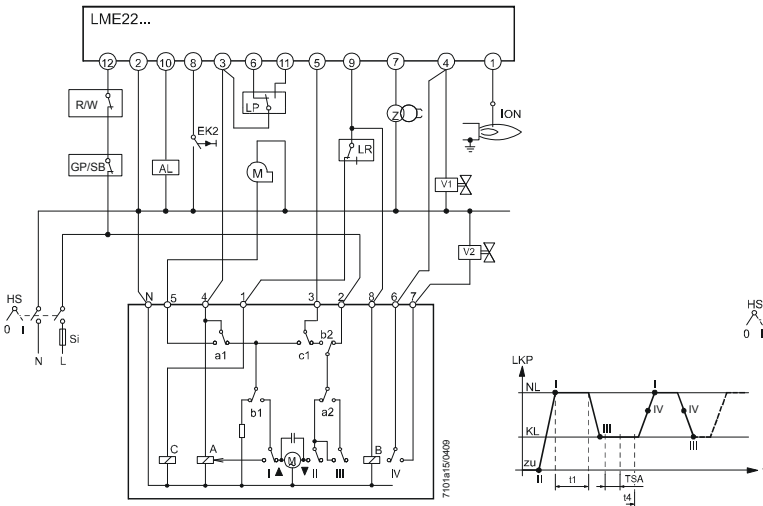 LME22...
12 2 10 8 3 6 11 5 9 7 4 1
R/W
LP
Z
ION
EK2
GP/SB
AL
M
LR
V1
V2
HS
0 I
Si
N L
N 5 4 1 3 2 8 6 7
a1
c1
b2
b1
a2
C
A
I
M
II
III
B
IV
7101a15/0409
HS
0 I
LKP
NL
KL
zu
I
I
IV
IV
III
III
II
t1
TSA
t4